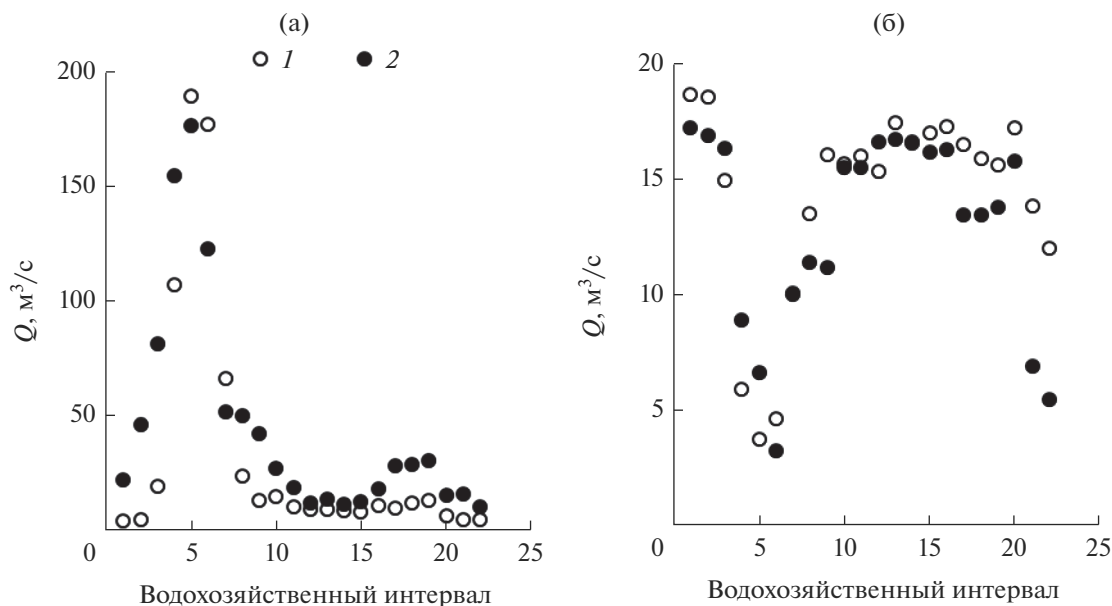 (а)
1 2
200
150
100
50
0 5 10 15 20 25
Q, м³/с
Водохозяйственный интервал
(б)
20
15
10
5
0 5 10 15 20 25
Q, м³/с
Водохозяйственный интервал